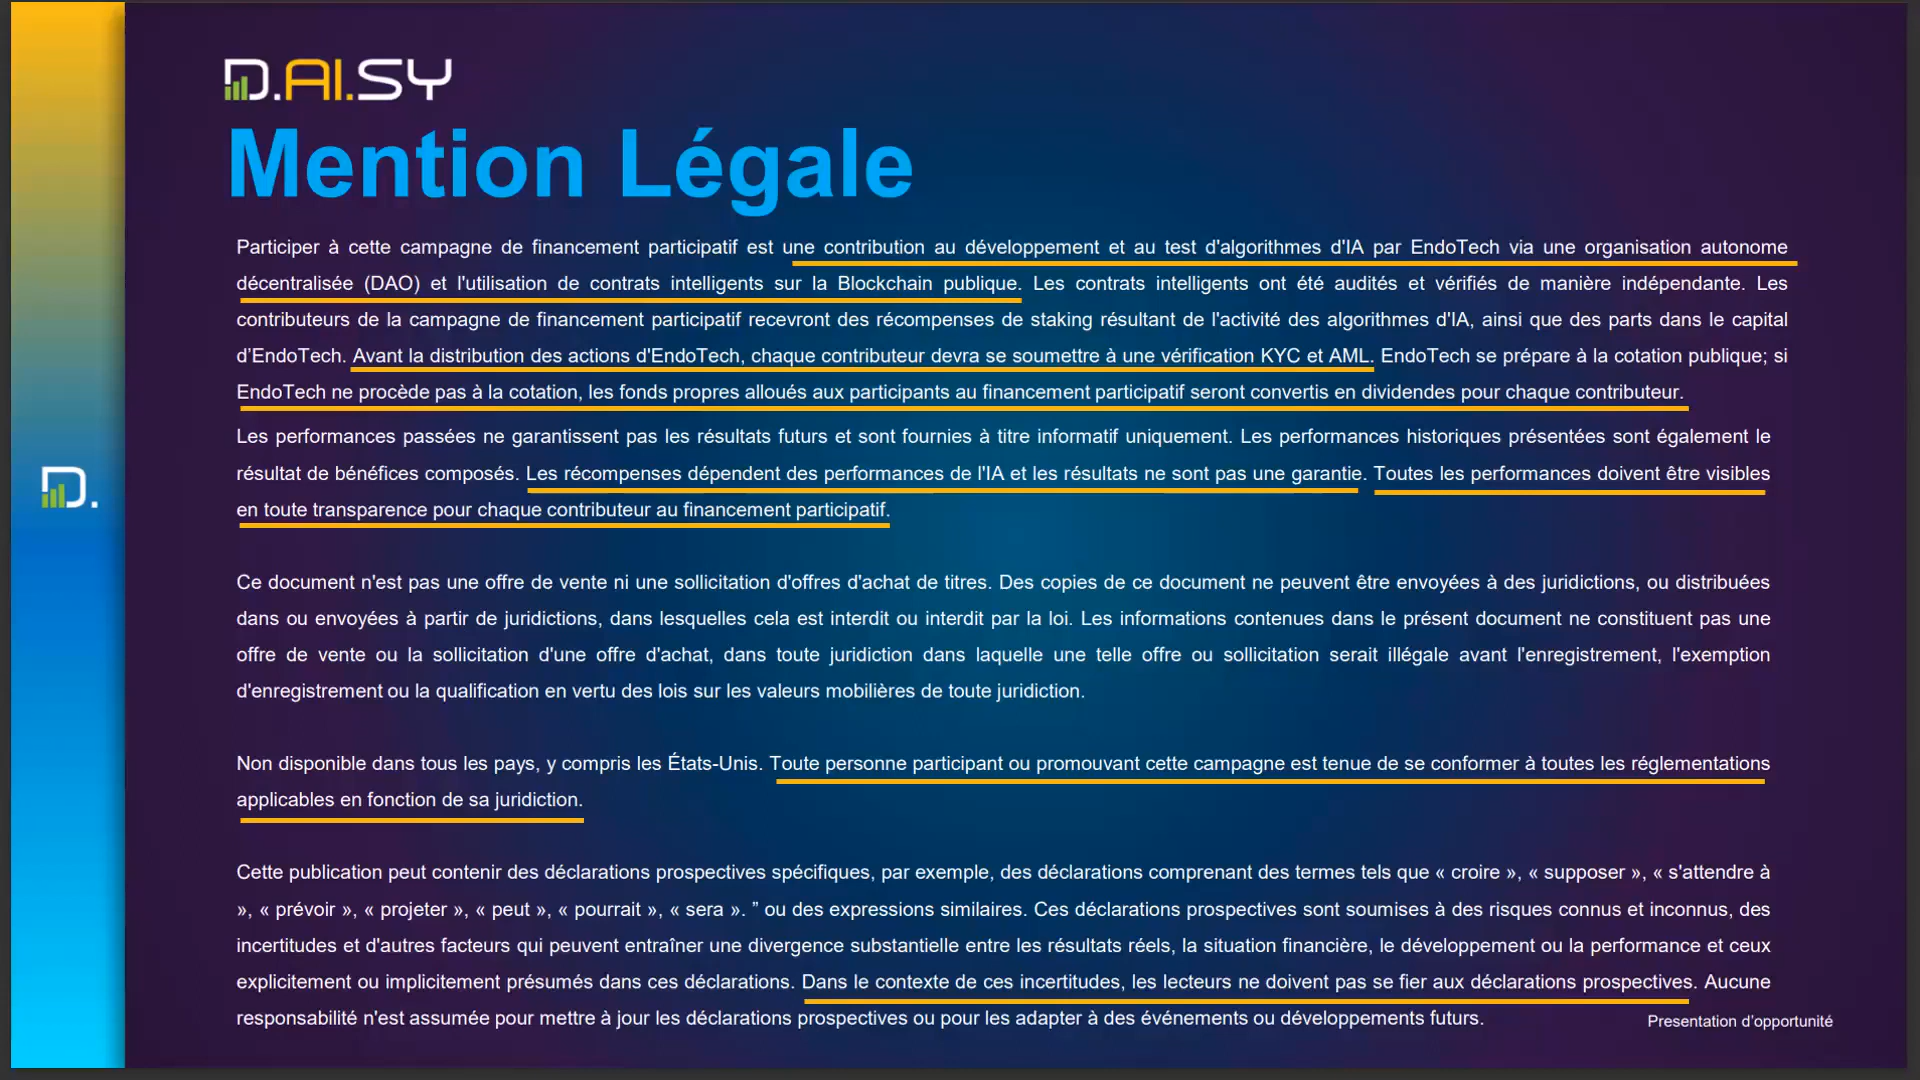 D.AI.SY
Mention Légale
Participer à cette campagne de financement participatif est une contribution au développement et au test d'algorithmes d'IA par EndoTech via une organisation autonome
décentralisée (DAO) et l'utilisation de contrats intelligents sur la Blockchain publique. Les contrats intelligents ont été audités et vérifiés de manière indépendante. Les
contributeurs de la campagne de financement participatif recevront des récompenses de staking résultant de l'activité des algorithmes d'IA, ainsi que des parts dans le capital
d'EndoTech. Avant la distribution des actions d'EndoTech, chaque contributeur devra se soumettre à une vérification KYC et AML. EndoTech se prépare à la cotation publique; si
EndoTech ne procède pas à la cotation, les fonds propres alloués aux participants au financement participatif seront convertis en dividendes pour chaque contributeur.
Les performances passées ne garantissent pas les résultats futurs et sont fournies à titre informatif uniquement. Les performances historiques présentées sont également le
résultat de bénéfices composés. Les récompenses dépendent des performances de l'IA et les résultats ne sont pas une garantie. Toutes les performances doivent être visibles
en toute transparence pour chaque contributeur au financement participatif.
D.
Ce document n'est pas une offre de vente ni une sollicitation d'offres d'achat de titres. Des copies de ce document ne peuvent être envoyées à des juridictions, ou distribuées
dans ou envoyées à partir de juridictions, dans lesquelles cela est interdit ou interdit par la loi. Les informations contenues dans le présent document ne constituent pas une
offre de vente ou la sollicitation d'une offre d'achat, dans toute juridiction dans laquelle une telle offre ou sollicitation serait illégale avant l'enregistrement, l'exemption
d'enregistrement ou la qualification en vertu des lois sur les valeurs mobilières de toute juridiction.
Non disponible dans tous les pays, y compris les États-Unis. Toute personne participant ou promouvant cette campagne est tenue de se conformer à toutes les réglementations
applicables en fonction de sa juridiction.
Cette publication peut contenir des déclarations prospectives spécifiques, par exemple, des déclarations comprenant des termes tels que « croire », « supposer », « s'attendre à
», « prévoir », « projeter », « peut », « pourrait », « sera ». ” ou des expressions similaires. Ces déclarations prospectives sont soumises à des risques connus et inconnus, des
incertitudes et d'autres facteurs qui peuvent entraîner une divergence substantielle entre les résultats réels, la situation financière, le développement ou la performance et ceux
explicitement ou implicitement présumés dans ces déclarations. Dans le contexte de ces incertitudes, les lecteurs ne doivent pas se fier aux déclarations prospectives. Aucune
responsabilité n'est assumée pour mettre à jour les déclarations prospectives ou pour les adapter à des événements ou développements futurs.
Presentation d’opportunité